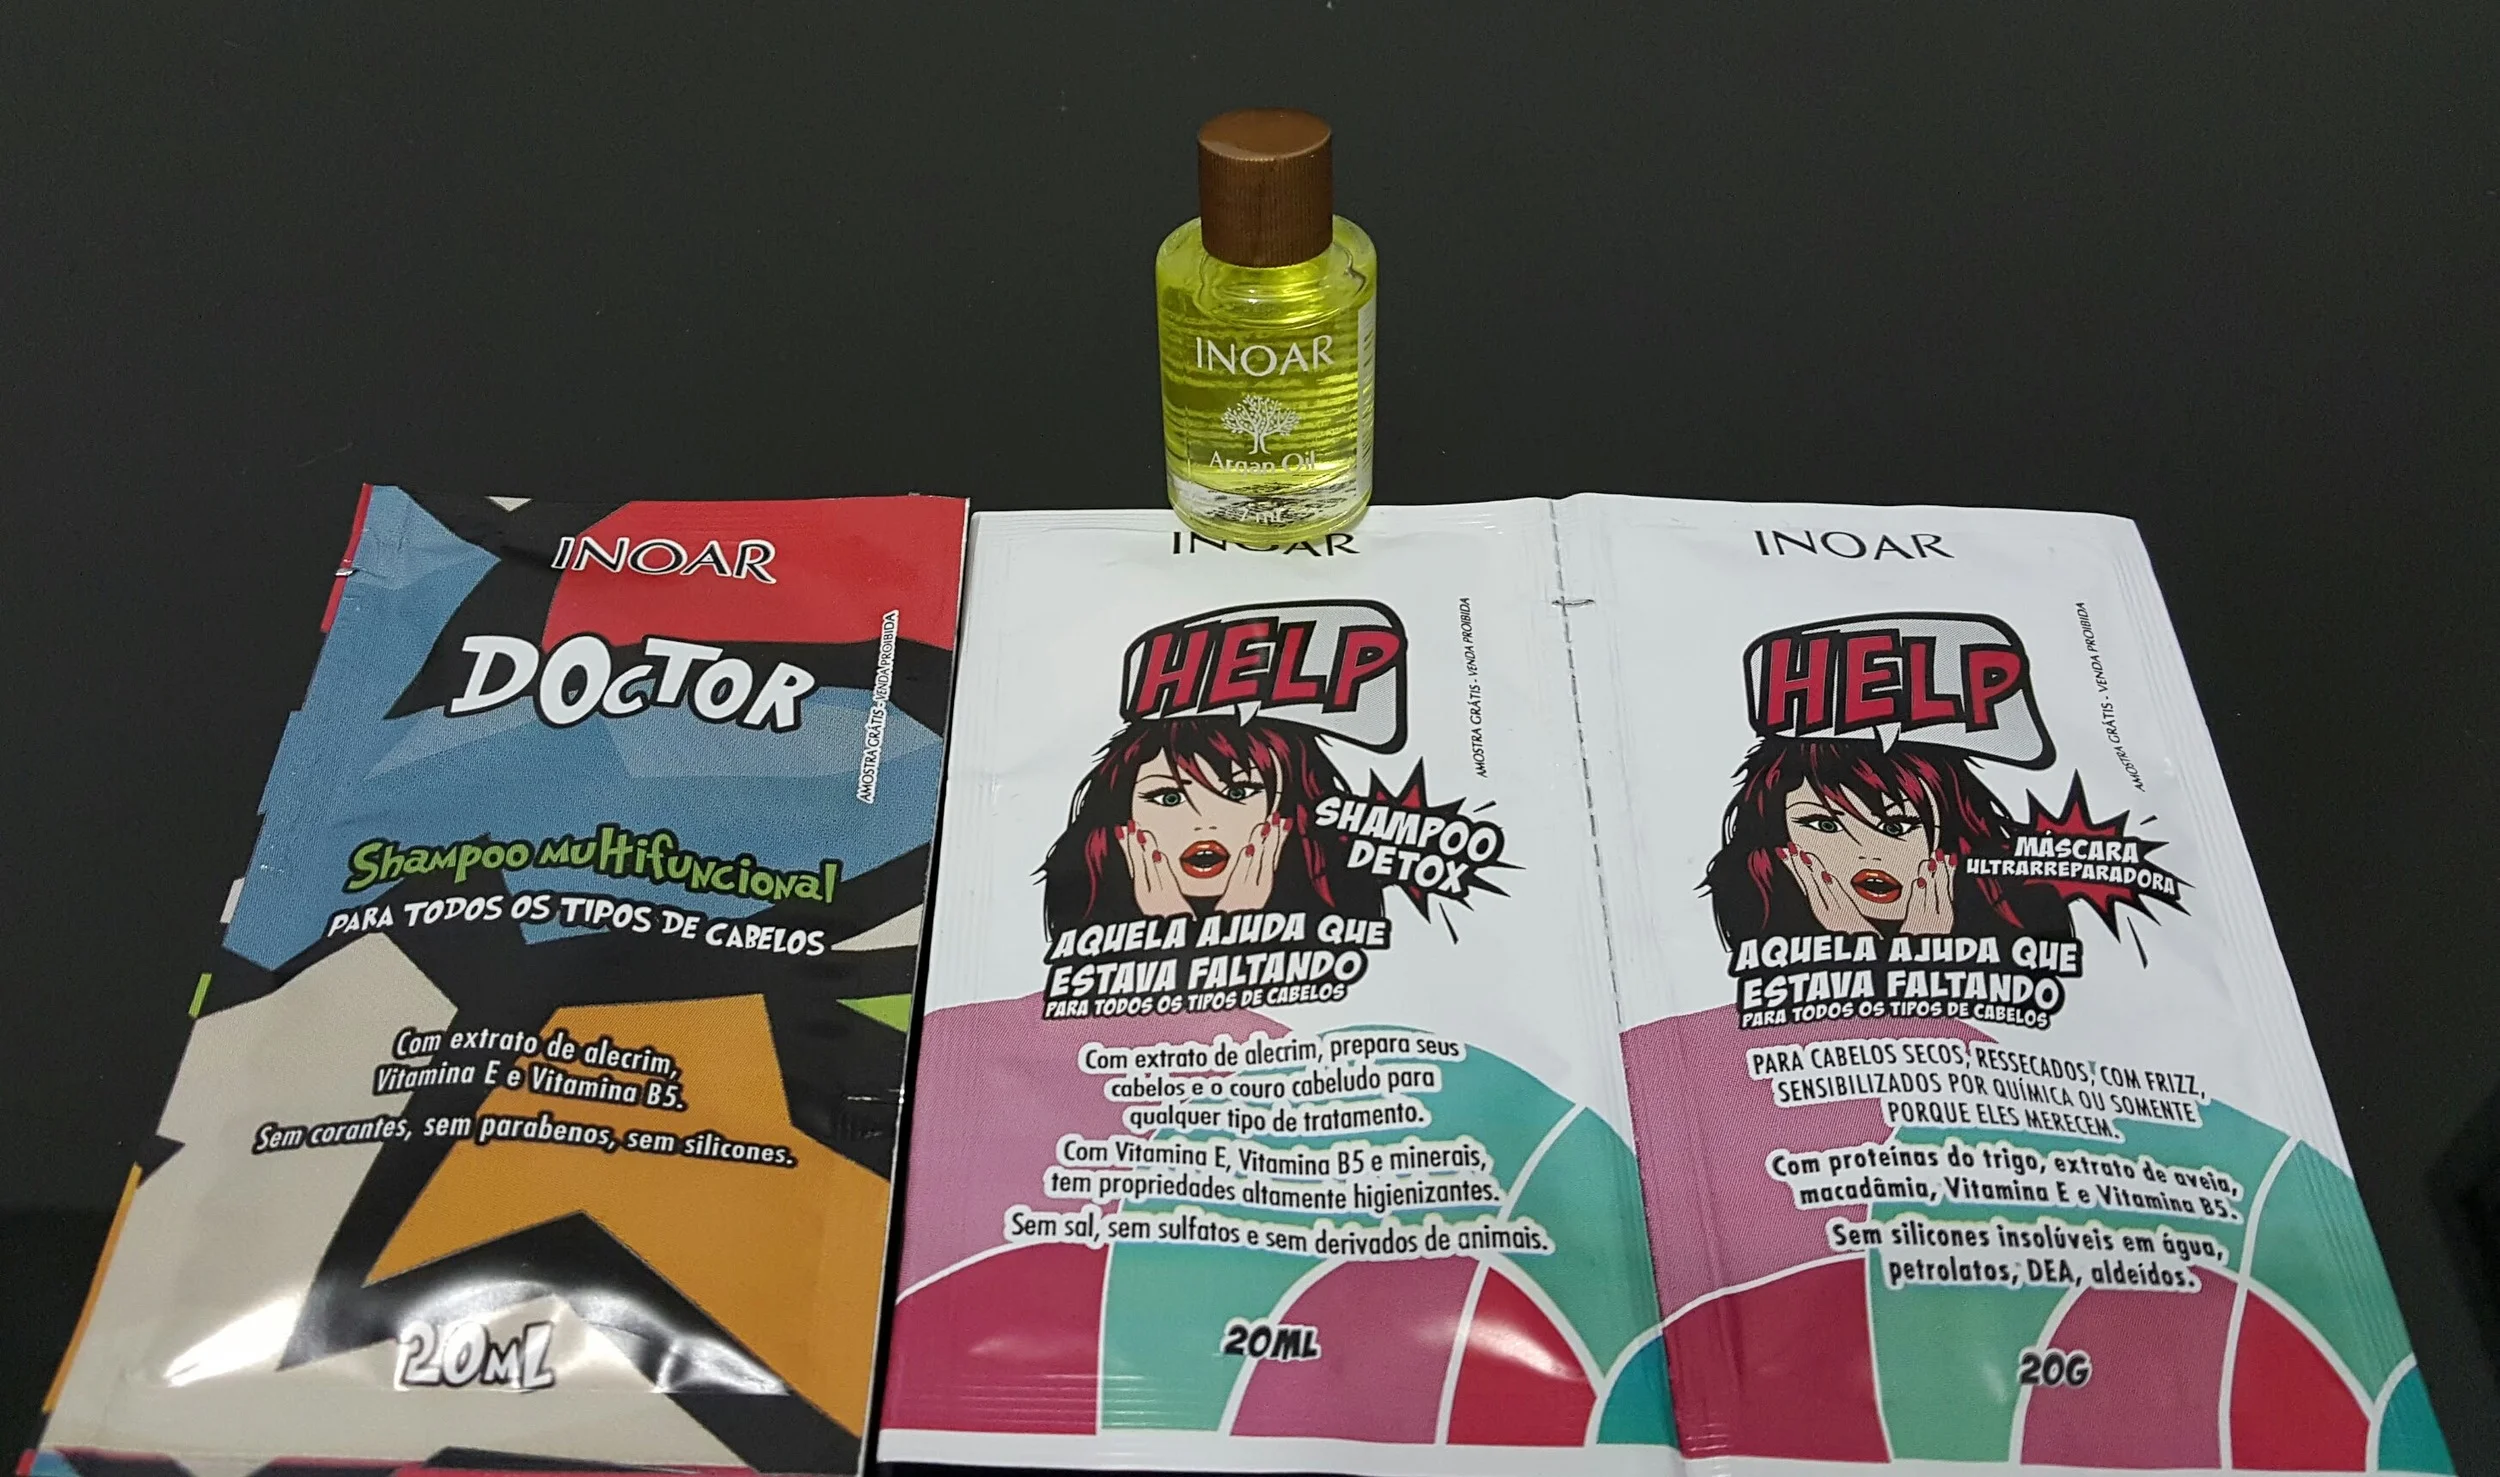 INOAR
Argan Oil
7 mL
INOAR
DOCTOR
AMOSTRA GRÁTIS - VENDA PROIBIDA
Shampoo Multifuncional
PARA TODOS OS TIPOS DE CABELOS
Com extrato de alecrim,
Vitamina E e Vitamina B5.
Sem corantes, sem parabenos, sem silicones.
20ML
INOAR
HELP
AMOSTRA GRÁTIS - VENDA PROIBIDA
SHAMPOO
DETOX
AQUELA AJUDA QUE
ESTAVA FALTANDO
PARA TODOS OS TIPOS DE CABELOS
Com extrato de alecrim, prepara seus
cabelos e o couro cabeludo para
qualquer tipo de tratamento.
Com Vitamina E, Vitamina B5 e minerais,
tem propriedades altamente higienizantes.
Sem sal, sem sulfatos e sem derivados de animais.
20ML
INOAR
HELP
AMOSTRA GRÁTIS - VENDA PROIBIDA
MÁSCARA
ULTRARREPARADORA
AQUELA AJUDA QUE
ESTAVA FALTANDO
PARA TODOS OS TIPOS DE CABELOS
PARA CABELOS SECOS, RESSECADOS, COM FRIZZ,
SENSIBILIZADOS POR QUÍMICA OU SOMENTE
PORQUE ELES MERECEM.
Com proteínas do trigo, extrato de aveia,
macadâmia, Vitamina E e Vitamina B5.
Sem silicones insolúveis em água,
petrolatos, DEA, aldeídos.
20G